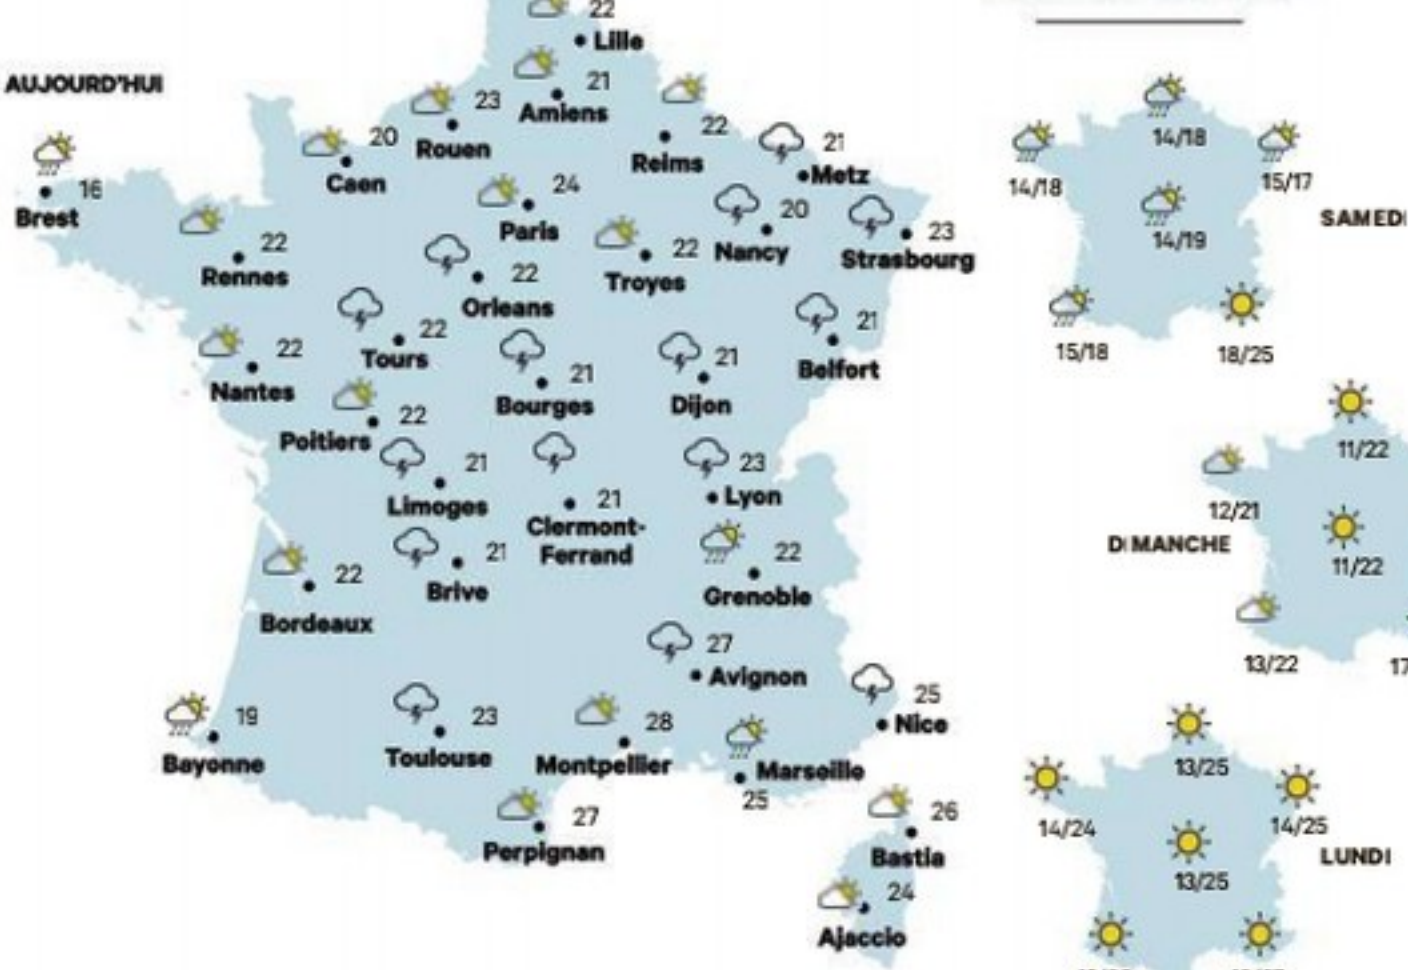 22
Lille
AUJOURD'HUI
21
Amiens
23
Rouen
20
Caen
22
Reims
21
Metz
16
Brest
24
Paris
20
Nancy
23
Strasbourg
22
Rennes
22
Troyes
22
Orleans
22
Tours
21
Belfort
22
Nantes
21
Bourges
21
Dijon
22
Poitiers
21
Limoges
21
Clermont-
Ferrand
23
Lyon
21
Brive
22
Grenoble
22
Bordeaux
27
Avignon
25
Nice
19
Bayonne
23
Toulouse
28
Montpellier
Marseille
25
27
Perpignan
26
Bastia
24
Ajaccio
14/18
14/18
15/17
14/19
SAMEDI
15/18
18/25
11/22
12/21
DIMANCHE
11/22
13/22
17
13/25
14/24
14/25
LUNDI
13/25